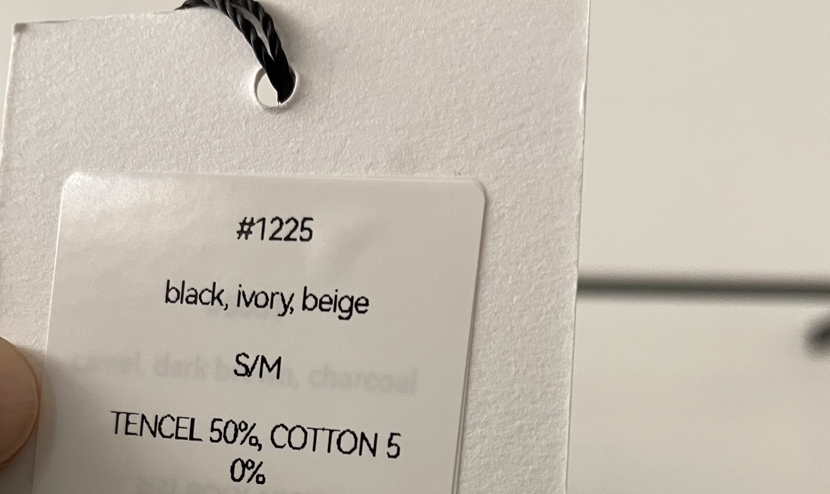 #1225
black, ivory, beige
S/M
TENCEL 50%, COTTON 5
0%